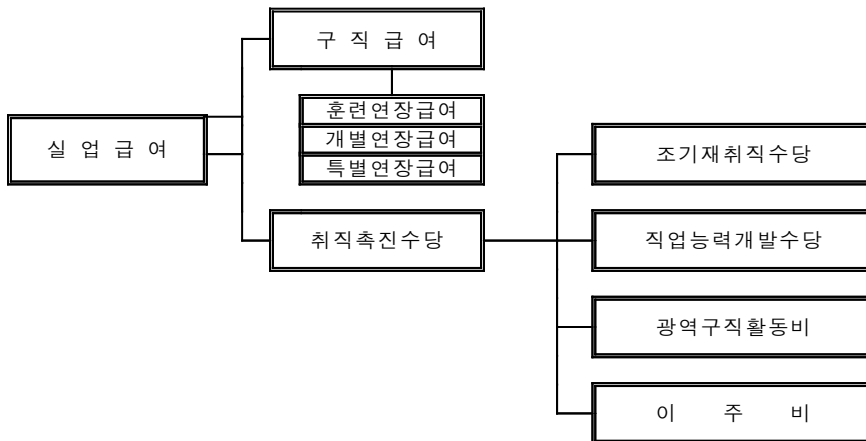 구 직 급 여
훈련연장급여
개별연장급여
특별연장급여
실 업 급 여
취직촉진수당
조기재취직수당
직업능력개발수당
광역구직활동비
이 주 비